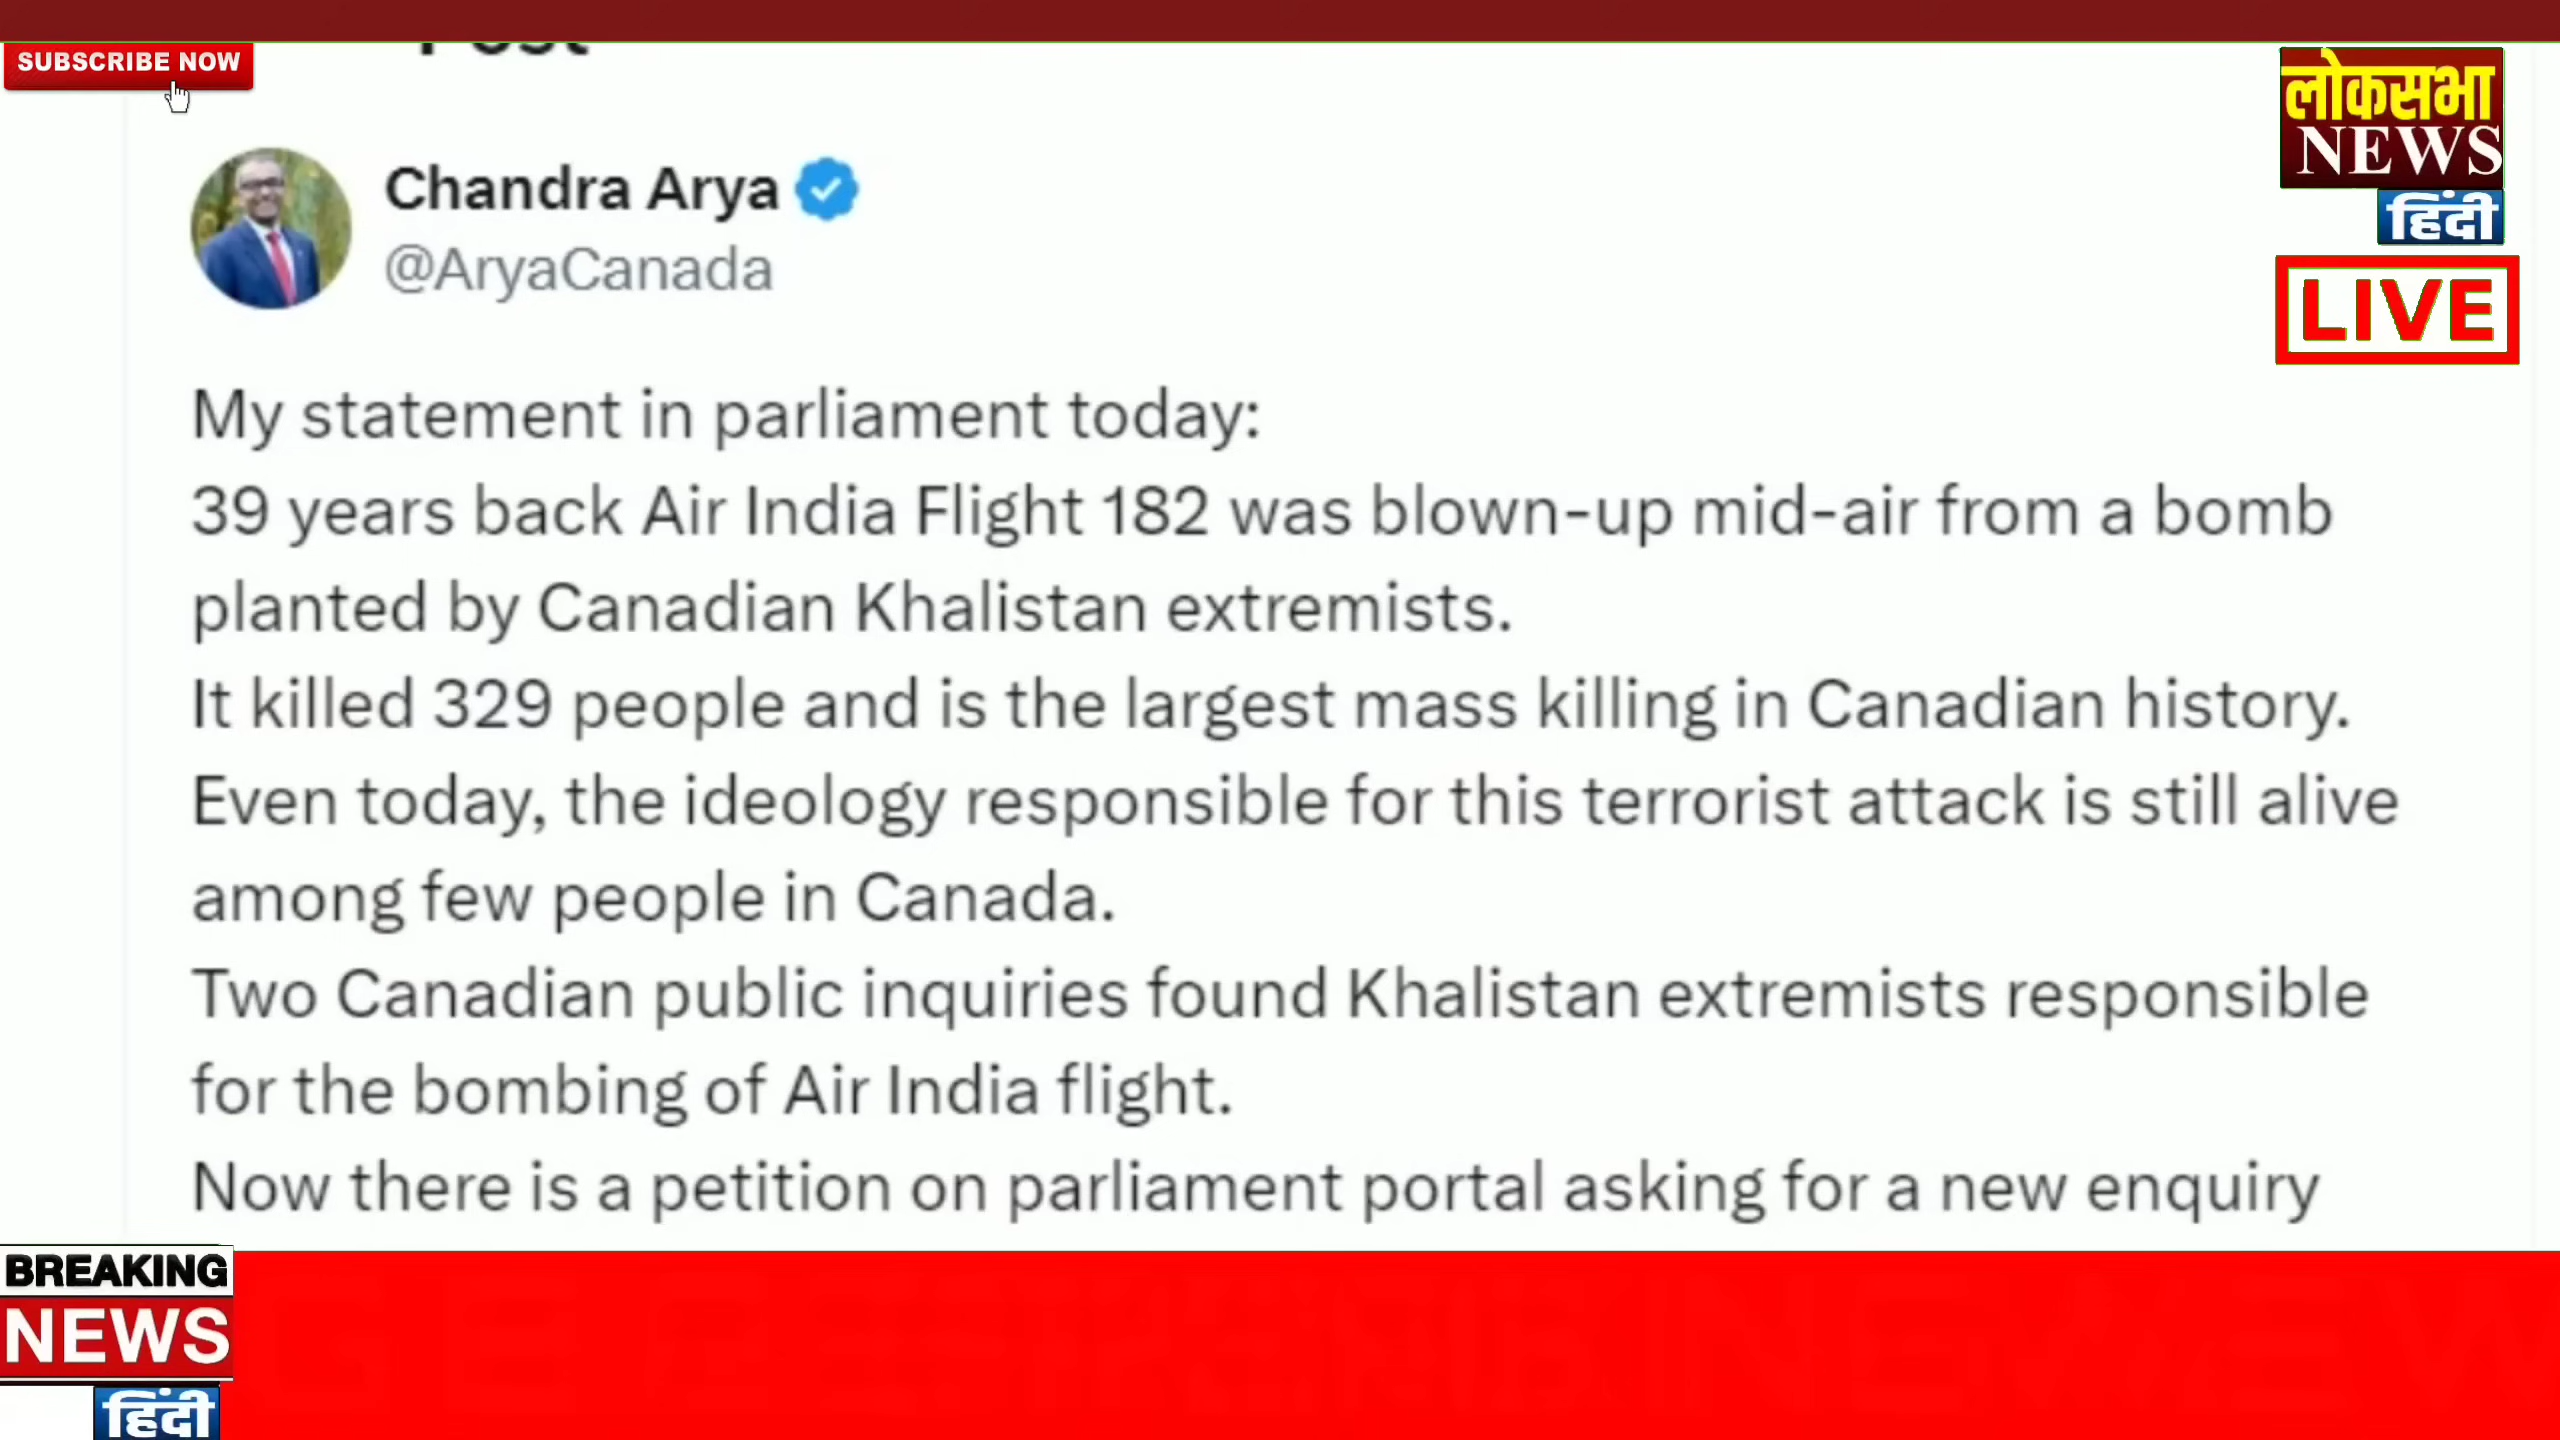 Post
SUBSCRIBE NOW
लोकसभा
NEWS
हिंदी
LIVE
Chandra Arya
@AryaCanada
My statement in parliament today:
39 years back Air India Flight 182 was blown-up mid-air from a bomb
planted by Canadian Khalistan extremists.
It killed 329 people and is the largest mass killing in Canadian history.
Even today, the ideology responsible for this terrorist attack is still alive
among few people in Canada.
Two Canadian public inquiries found Khalistan extremists responsible
for the bombing of Air India flight.
Now there is a petition on parliament portal asking for a new enquiry
BREAKING
NEWS
हिंदी